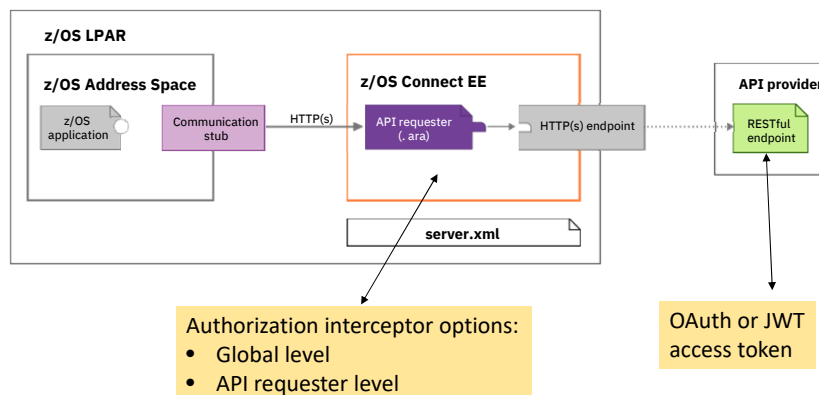 z/OS LPAR
z/OS Address Space
z/OS
application
Communication
stub
HTTP(s)
z/OS Connect EE
API requester
(. ara)
HTTP(s) endpoint
server.xml
API provider
RESTful
endpoint
Authorization interceptor options:
• Global level
• API requester level
OAuth or JWT
access token